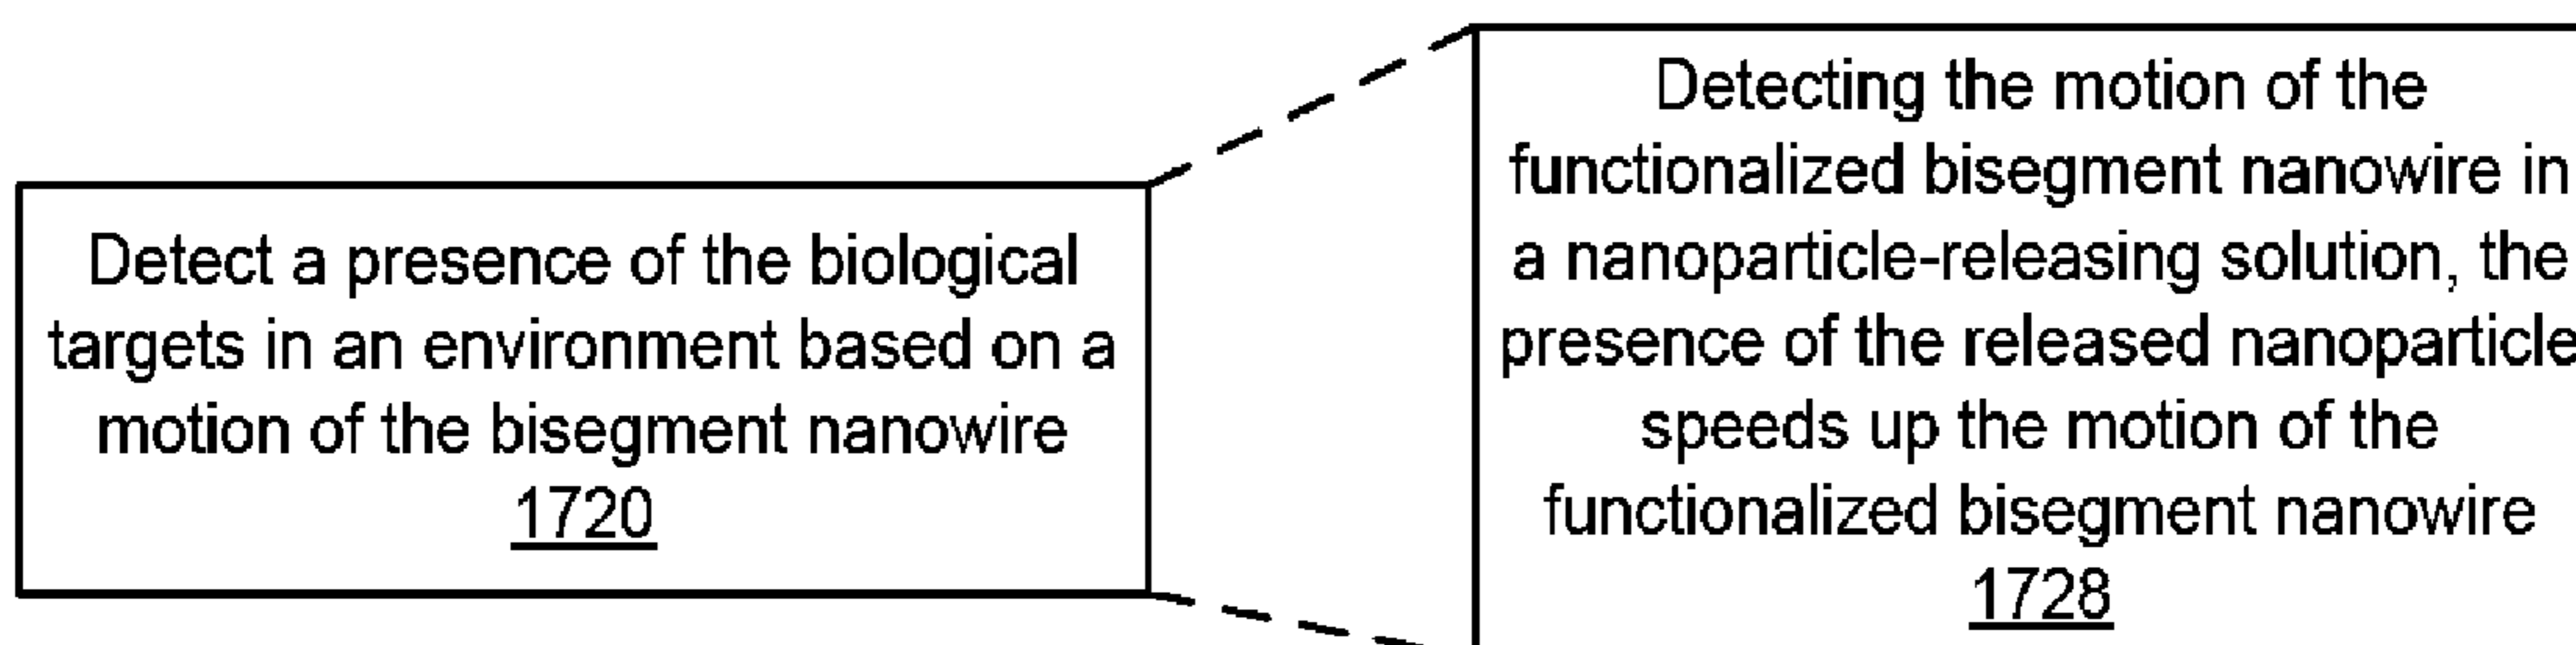 Detect a presence of the biological
targets in an environment based on a
motion of the bisegment nanowire
1720
Detecting the motion of the
functionalized bisegment nanowire in
a nanoparticle-releasing solution, the
presence of the released nanoparticle
speeds up the motion of the
functionalized bisegment nanowire
1728